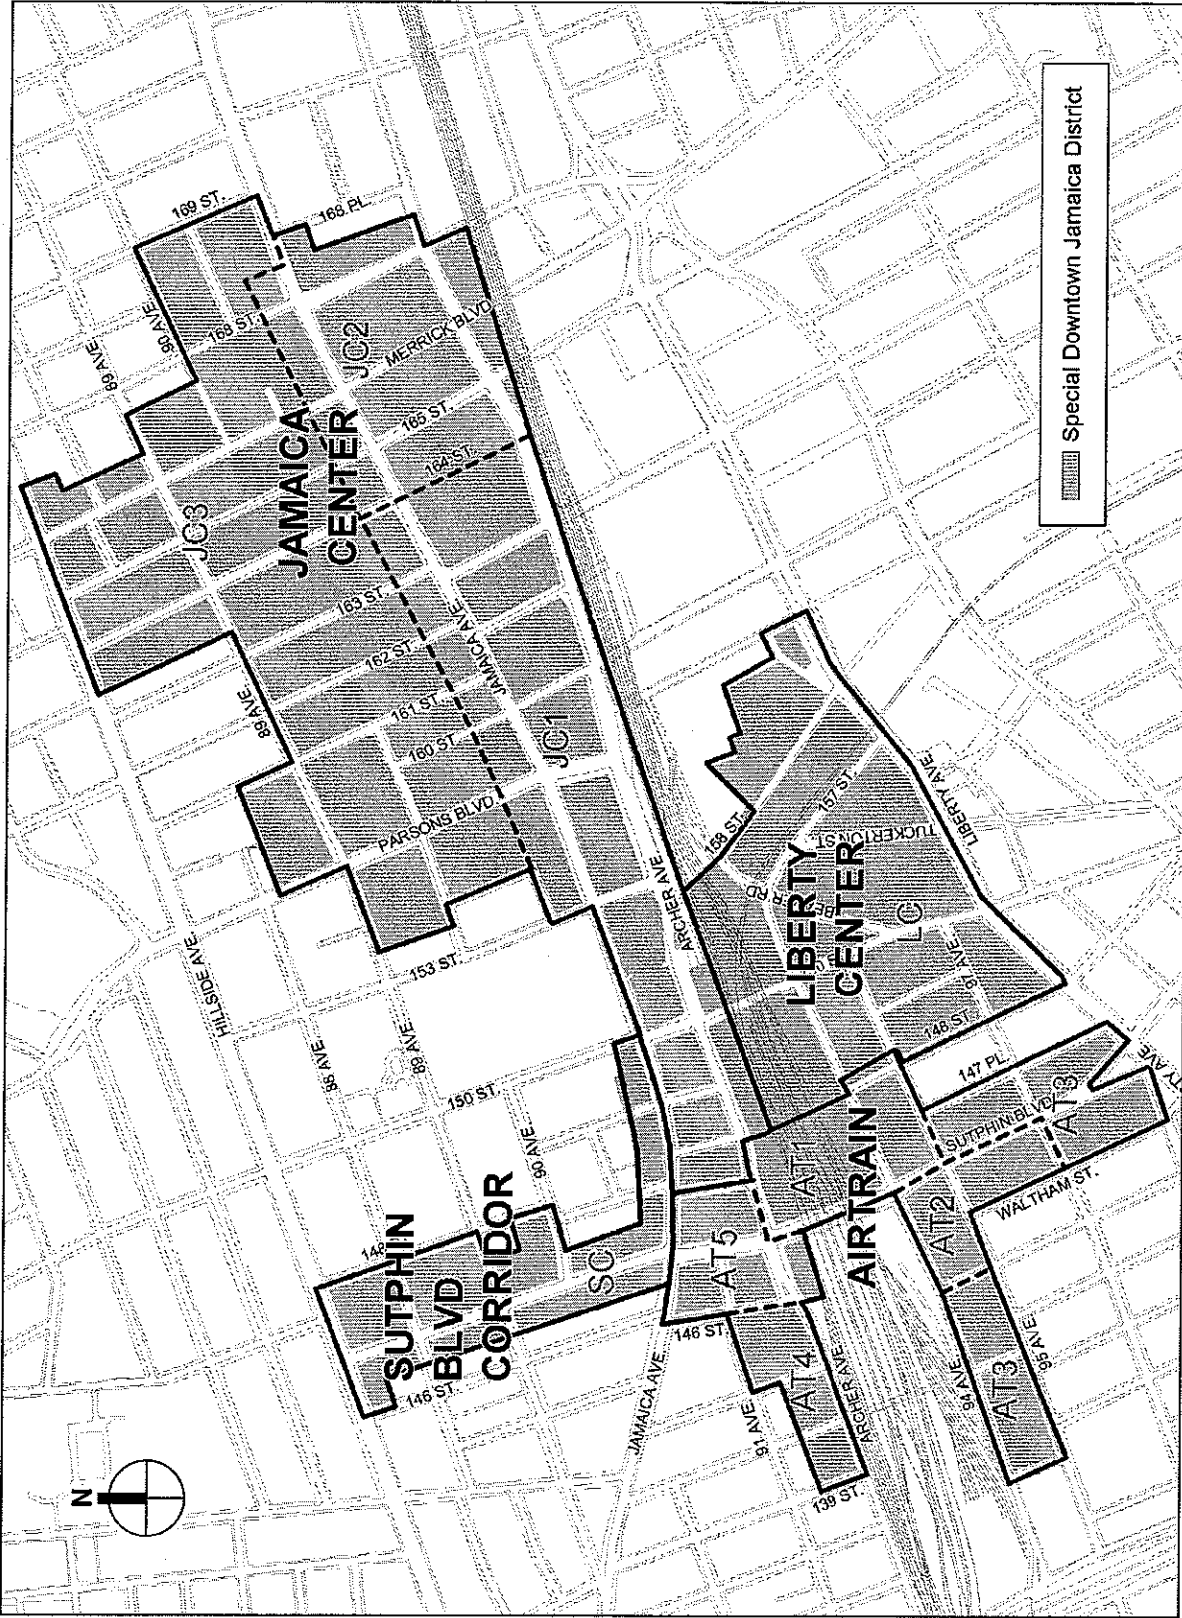 N
SUTPHIN
BLVD
CORRIDOR
JAMAICA
CENTER
LIBERTY
CENTER
AIRTRAIN
JC3
JC2
JC1
SC
LC
AT1
AT2
AT3
AT3
AT4
AT5
169 ST.
168 PL.
90 AVE
89 AVE
168 ST.
MERRICK BLVD
165 ST.
164 ST.
163 ST.
162 ST.
161 ST.
160 ST.
JAMAICA AVE
89 AVE
PARSONS BLVD
ARCHER AVE
153 ST.
HILLSIDE AVE
88 AVE
89 AVE
150 ST.
90 AVE
148
146 ST.
146 ST.
JAMAICA AVE
91 AVE
ARCHER AVE
139 ST.
94 AVE
95 AVE
WALTHAM ST.
SUTPHIN BLVD
147 PL.
148 ST.
97 AVE
LIBERTY AVE
TUCKERTON ST.
157 ST.
158 ST.
Special Downtown Jamaica District